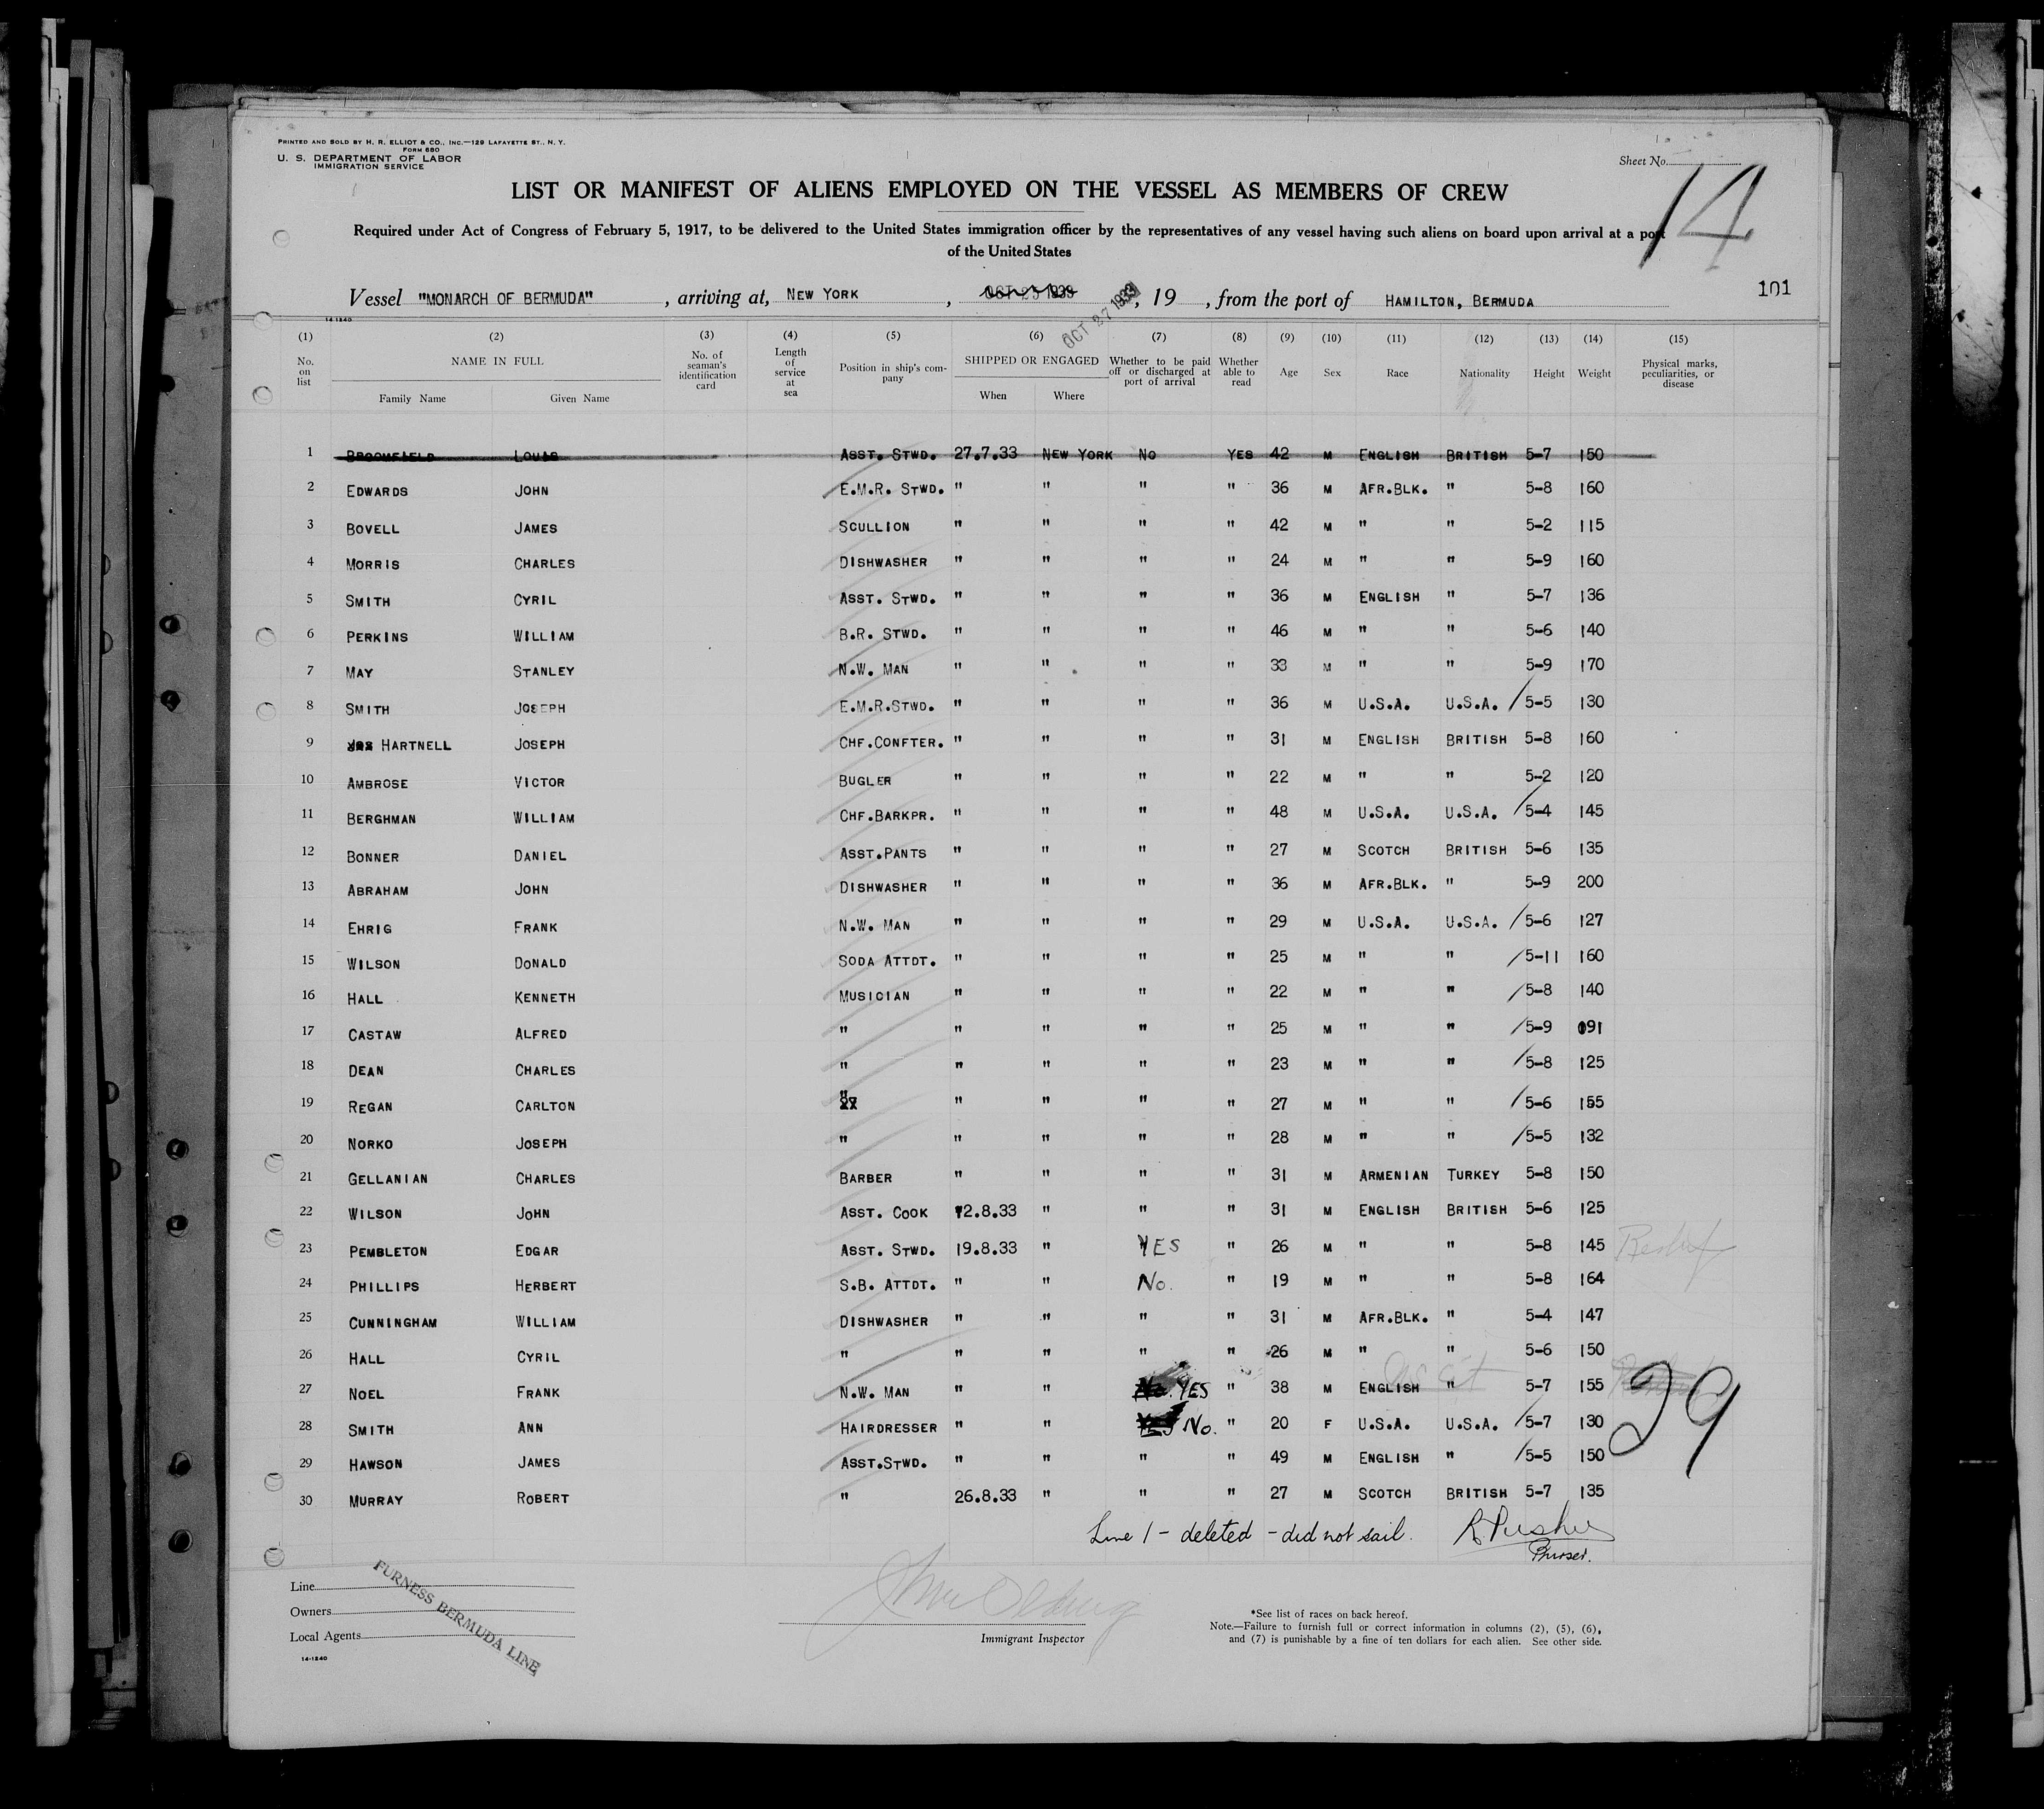 PRINTED AND SOLD BY H. R. ELLIOT & CO., INC.—129 LAFAYETTE ST., N. Y.
FORM 680
U. S. DEPARTMENT OF LABOR
IMMIGRATION SERVICE
Sheet No.
14
LIST OR MANIFEST OF ALIENS EMPLOYED ON THE VESSEL AS MEMBERS OF CREW
Required under Act of Congress of February 5, 1917, to be delivered to the United States immigration officer by the representatives of any vessel having such aliens on board upon arrival at a port
of the United States
Vessel "MONARCH OF BERMUDA", arriving at, NEW YORK, OCT 25 1933 OCT 27 1933, 19 , from the port of HAMILTON, BERMUDA 101
14-1240
(1) (2) (3) (4) (5) (6) (7) (8) (9) (10) (11) (12) (13) (14) (15)
No. on list NAME IN FULL Family Name Given Name No. of seaman's identification card Length of service at sea Position in ship's company SHIPPED OR ENGAGED When Where Whether to be paid off or discharged at port of arrival Whether able to read Age Sex Race Nationality Height Weight Physical marks, peculiarities, or disease
1 BROOMFIELD LOUIS ASST. STWD. 27.7.33 NEW YORK NO YES 42 M ENGLISH BRITISH 5-7 150
2 EDWARDS JOHN E.M.R. STWD. " " " " 36 M AFR.BLK. " 5-8 160
3 BOVELL JAMES SCULLION " " " " 42 M " " 5-2 115
4 MORRIS CHARLES DISHWASHER " " " " 24 M " " 5-9 160
5 SMITH CYRIL ASST. STWD. " " " " 36 M ENGLISH " 5-7 136
6 PERKINS WILLIAM B.R. STWD. " " " " 46 M " " 5-6 140
7 MAY STANLEY N.W. MAN " " " " 33 M " " 5-9 170
8 SMITH JOSEPH E.M.R.STWD. " " " " 36 M U.S.A. U.S.A. / 5-5 130
9 HARTNELL JOSEPH CHF.CONFTER. " " " " 31 M ENGLISH BRITISH 5-8 160
10 AMBROSE VICTOR BUGLER " " " " 22 M " " 5-2 120
11 BERGHMAN WILLIAM CHF.BARKPR. " " " " 48 M U.S.A. U.S.A. / 5-4 145
12 BONNER DANIEL ASST.PANTS " " " " 27 M SCOTCH BRITISH 5-6 135
13 ABRAHAM JOHN DISHWASHER " " " " 36 M AFR.BLK. " 5-9 200
14 EHRIG FRANK N.W. MAN " " " " 29 M U.S.A. U.S.A. / 5-6 127
15 WILSON DONALD SODA ATTDT. " " " " 25 M " " / 5-11 160
16 HALL KENNETH MUSICIAN " " " " 22 M " " / 5-8 140
17 CASTAW ALFRED " " " " " 25 M " " / 5-9 191
18 DEAN CHARLES " " " " " 23 M " " / 5-8 125
19 REGAN CARLTON " " " " " 27 M " " / 5-6 155
20 NORKO JOSEPH " " " " " 28 M " " / 5-5 132
21 GELLANIAN CHARLES BARBER " " " " 31 M ARMENIAN TURKEY 5-8 150
22 WILSON JOHN ASST. COOK 12.8.33 " " " 31 M ENGLISH BRITISH 5-6 125
23 PEMBLETON EDGAR ASST. STWD. 19.8.33 " YES " 26 M " " 5-8 145
24 PHILLIPS HERBERT S.B. ATTDT. " " No. " 19 M " " 5-8 164
25 CUNNINGHAM WILLIAM DISHWASHER " " " " 31 M AFR.BLK. " 5-4 147
26 HALL CYRIL " " " " " 26 M " " 5-6 150
27 NOEL FRANK N.W. MAN " " No. YES " 38 M ENGLISH " 5-7 155
28 SMITH ANN HAIRDRESSER " " YES No. " 20 F U.S.A. U.S.A. / 5-7 130
29 HAWSON JAMES ASST.STWD. " " " " 49 M ENGLISH " / 5-5 150
29
30 MURRAY ROBERT " 26.8.33 " " " 27 M SCOTCH BRITISH 5-7 135
Line 1 - deleted - did not sail.
Purser.
Line
Owners
Local Agents
FURNESS BERMUDA LINE
14-1240
Immigrant Inspector
*See list of races on back hereof.
Note.—Failure to furnish full or correct information in columns (2), (5), (6),
and (7) is punishable by a fine of ten dollars for each alien. See other side.